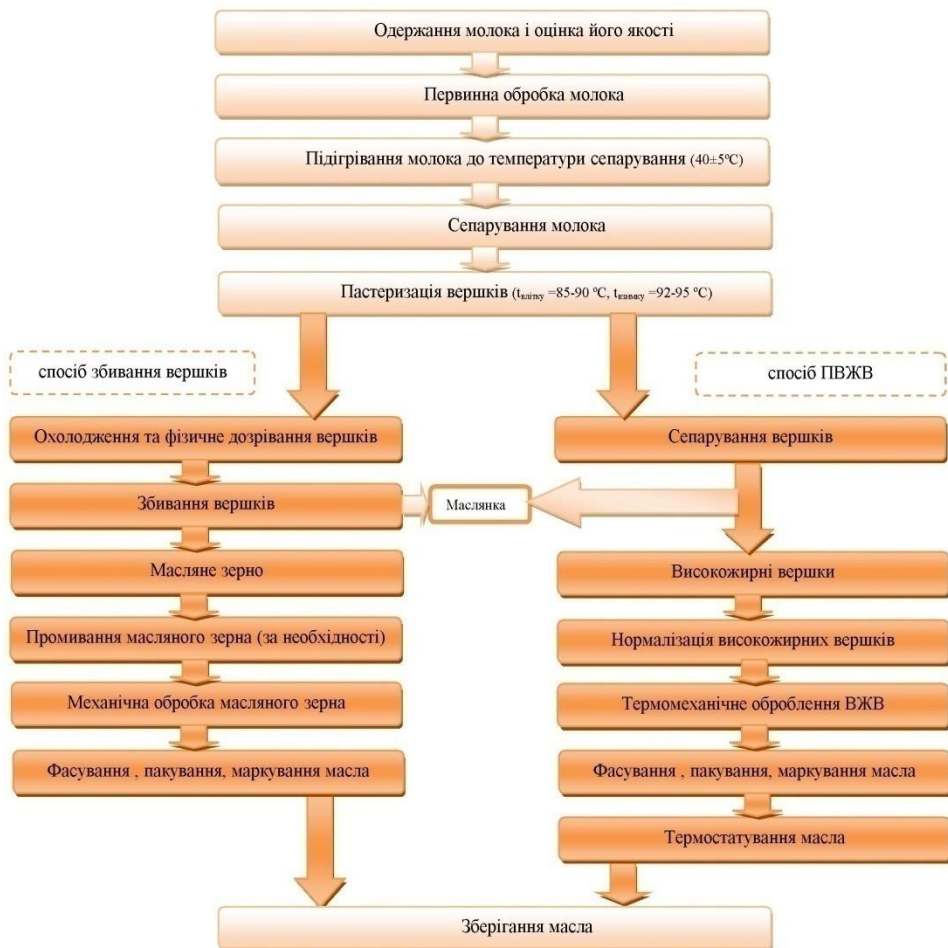 Одержання молока і оцінка його якості
Первинна обробка молока
Підігрівання молока до температури сепарування (40±5ºС)
Сепарування молока
Пастеризація вершків (tвлітку =85-90 ºС, tвзимку =92-95 ºС)
спосіб збивання вершків
спосіб ПВЖВ
Охолодження та фізичне дозрівання вершків
Сепарування вершків
Збивання вершків
Маслянка
Масляне зерно
Високожирні вершки
Промивання масляного зерна (за необхідності)
Нормалізація високожирних вершків
Механічна обробка масляного зерна
Термомеханічне оброблення ВЖВ
Фасування , пакування, маркування масла
Фасування , пакування, маркування масла
Термостатування масла
Зберігання масла